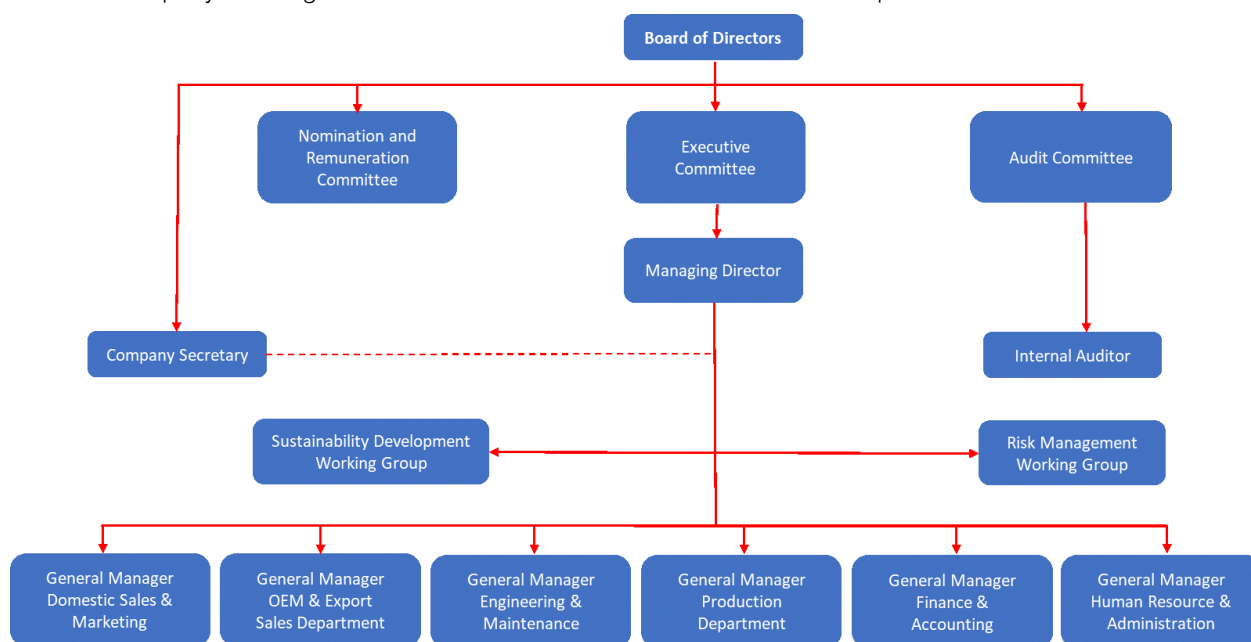 Board of Directors
Nomination and
Remuneration
Committee
Executive
Committee
Audit Committee
Managing Director
Company Secretary
Internal Auditor
Sustainability Development
Working Group
Risk Management
Working Group
General Manager
Domestic Sales &
Marketing
General Manager
OEM & Export
Sales Department
General Manager
Engineering &
Maintenance
General Manager
Production
Department
General Manager
Finance &
Accounting
General Manager
Human Resource &
Administration